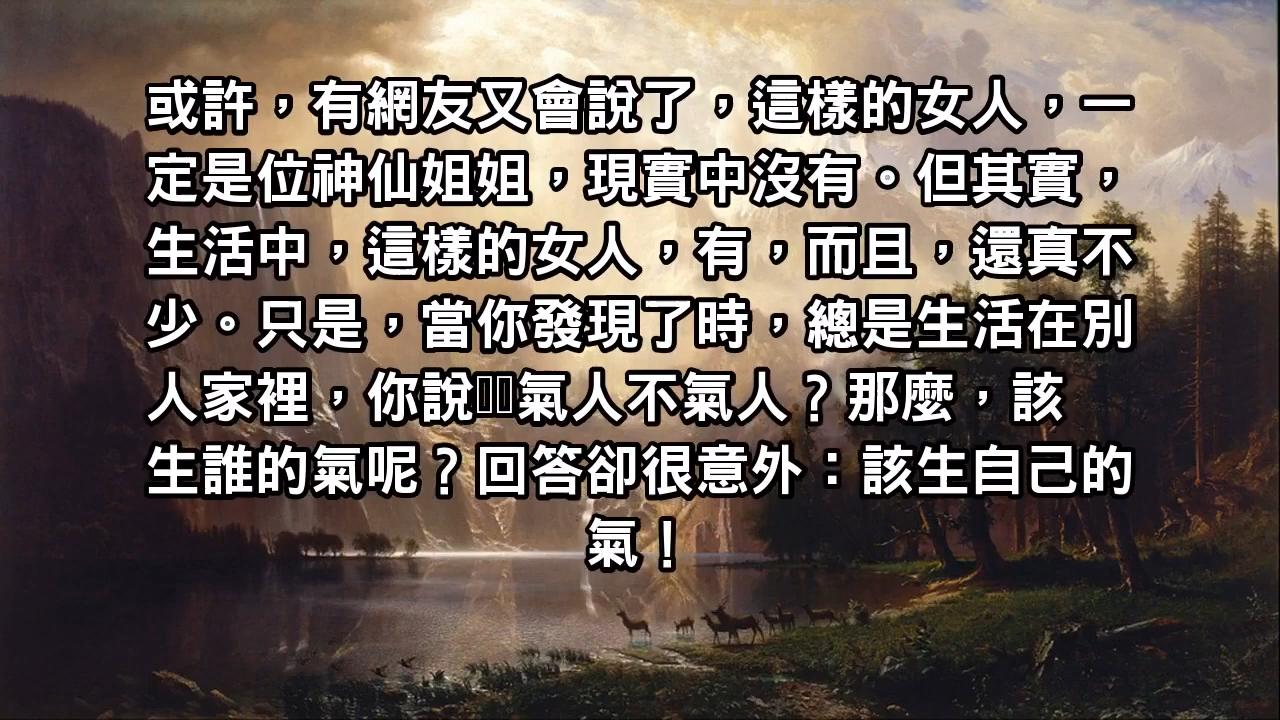 或許，有網友又會說了，這樣的女人，一
定是位神仙姐姐，現實中沒有。但其實，
生活中，這樣的女人，有，而且，還真不
少。只是，當你發現了時，總是生活在別
人家裡，你說氣人不氣人？那麼，該
生誰的氣呢？回答卻很意外：該生自己的
氣！